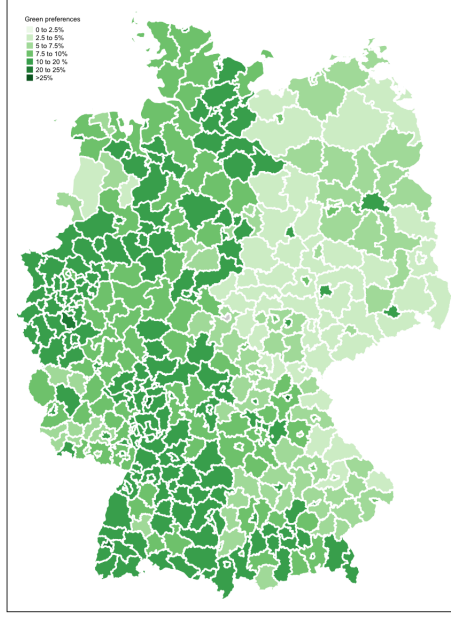 Green preferences
0 to 2.5%
2.5 to 5%
5 to 7.5%
7.5 to 10%
10 to 20 %
20 to 25%
>25%